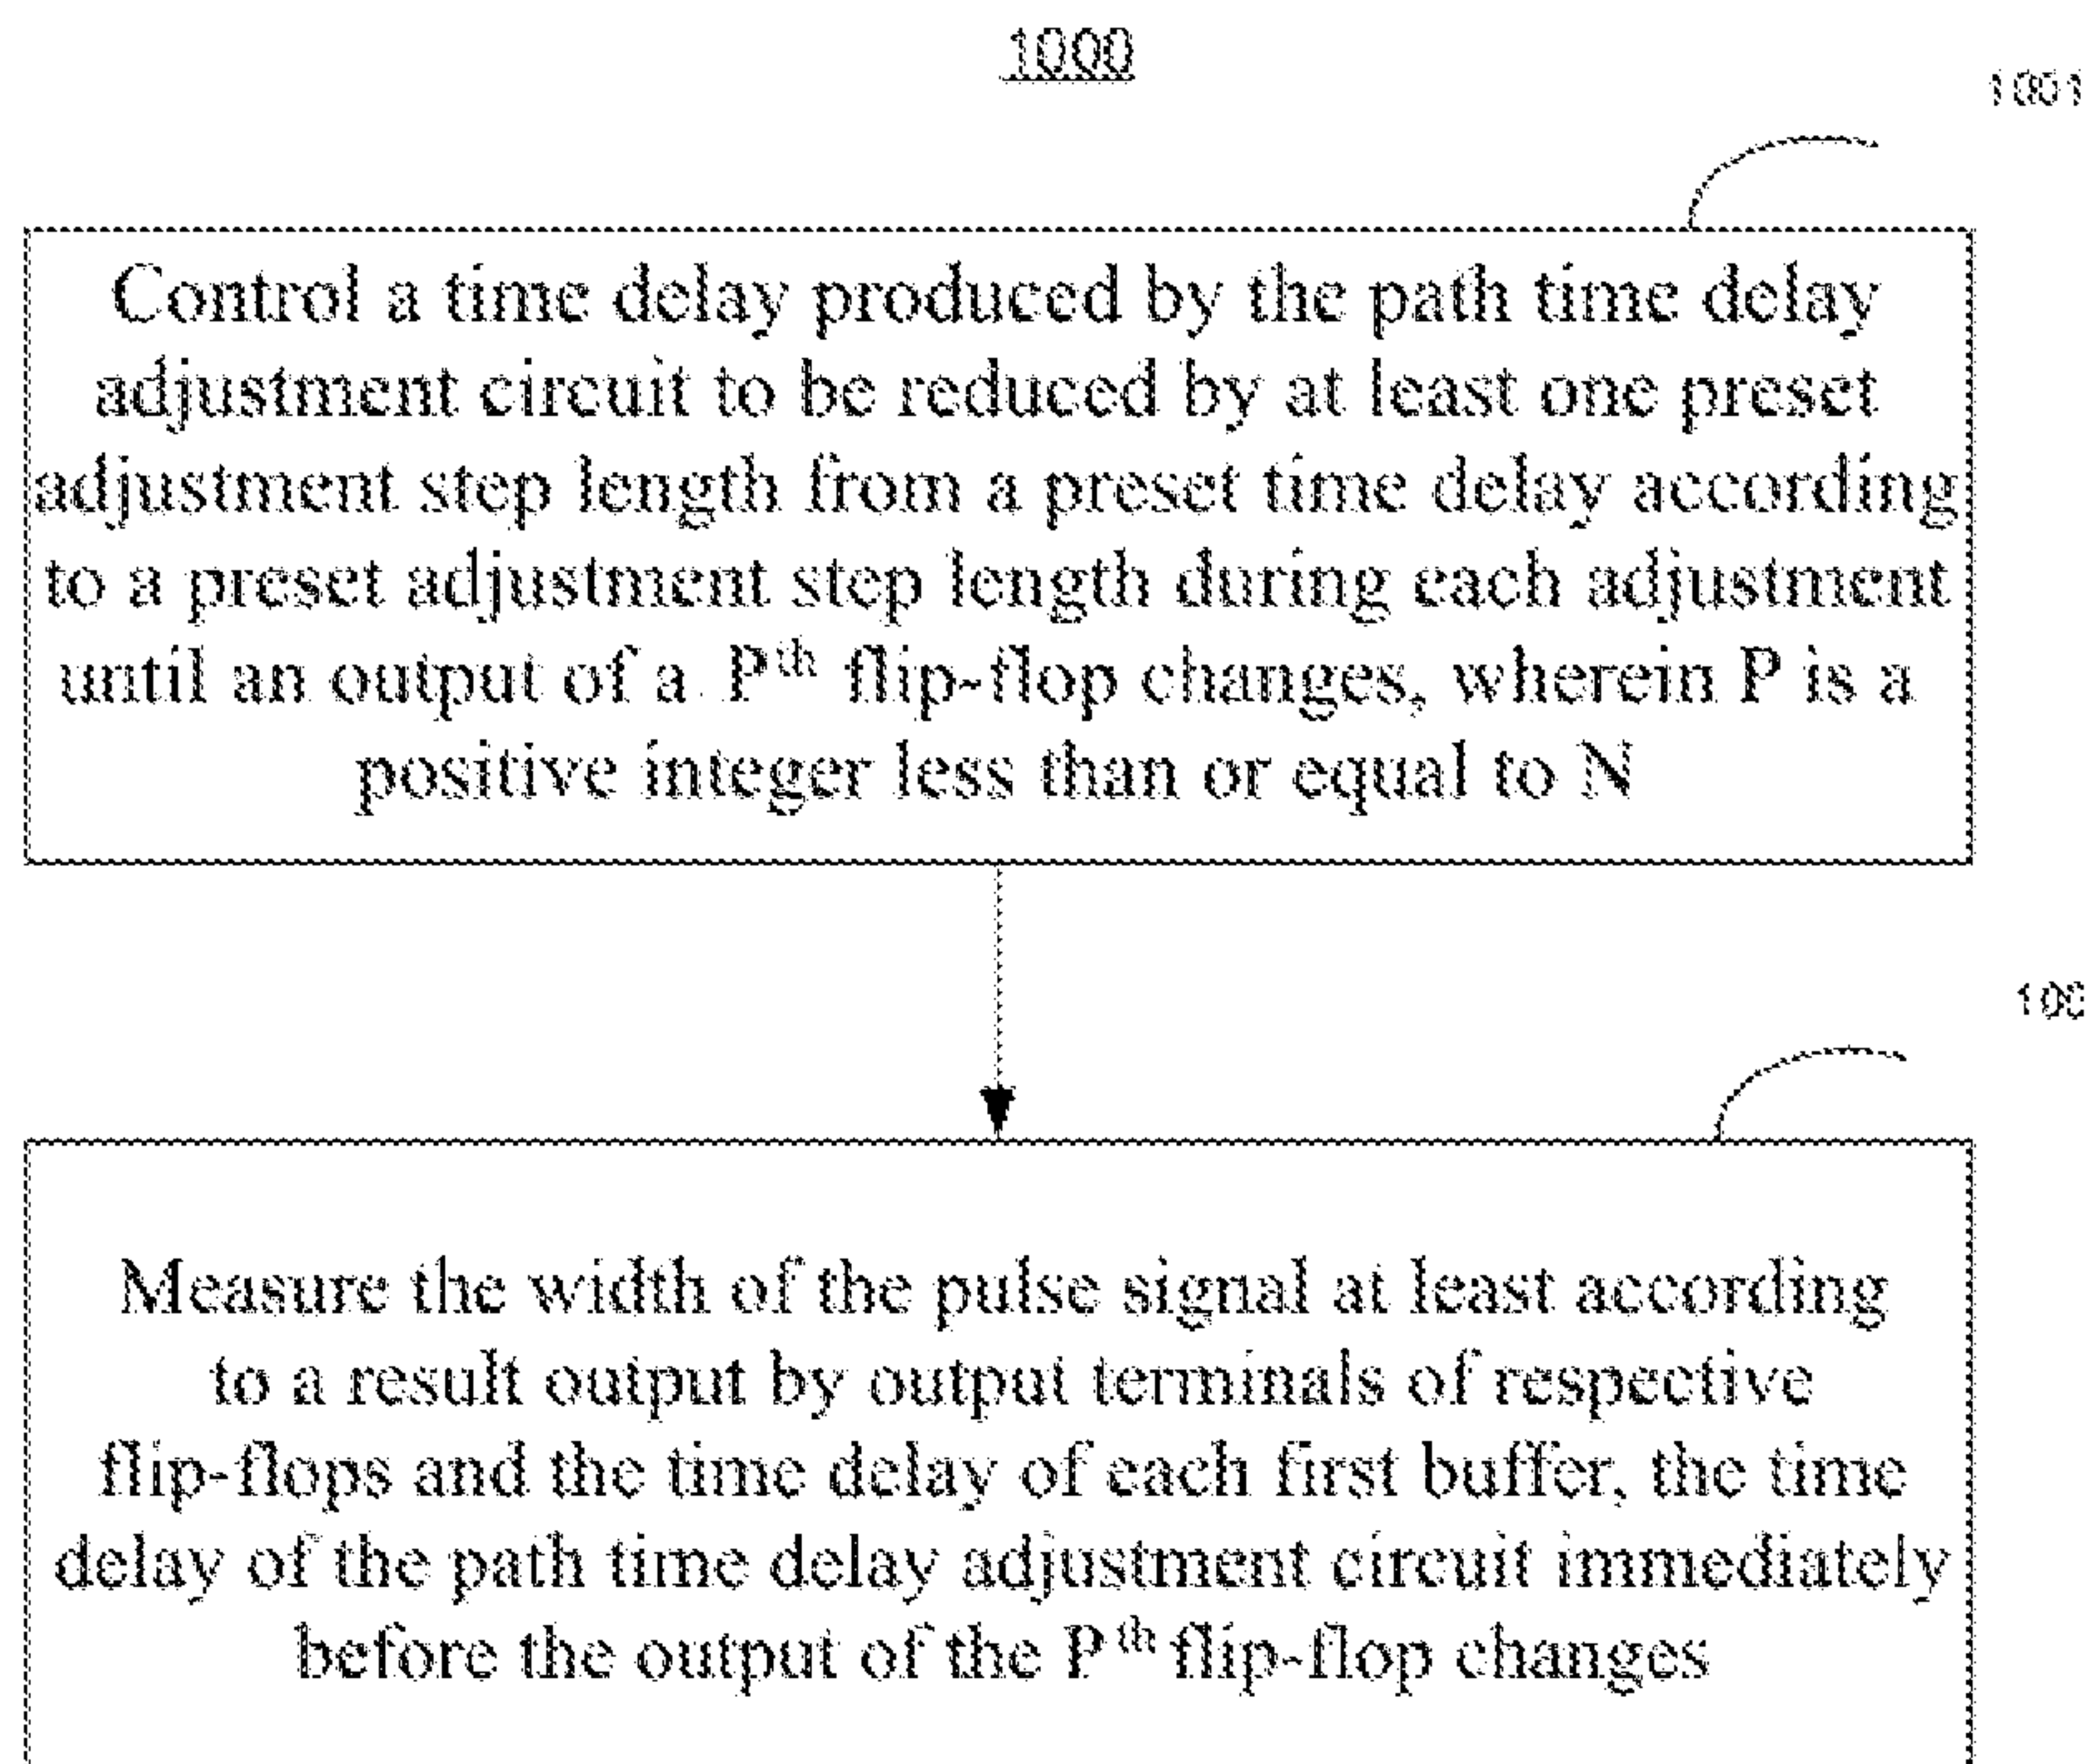 1000
1001
Control a time delay produced by the path time delay
adjustment circuit to be reduced by at least one preset
adjustment step length from a preset time delay according
to a preset adjustment step length during each adjustment
until an output of a Pth flip-flop changes, wherein P is a
positive integer less than or equal to N
Measure the width of the pulse signal at least according
to a result output by output terminals of respective
flip-flops and the time delay of each first buffer, the time
delay of the path time delay adjustment circuit immediately
before the output of the Pth flip-flop changes